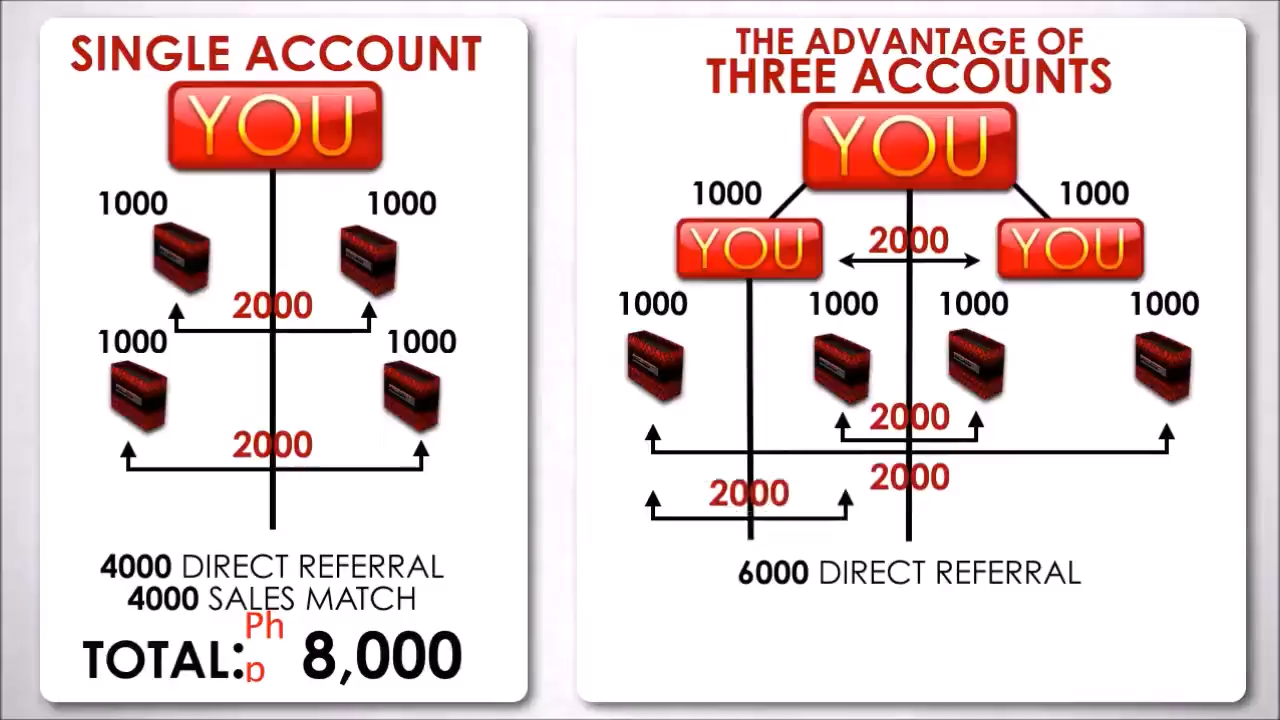 SINGLE ACCOUNT
YOU
1000 1000
2000
1000 1000
2000
4000 DIRECT REFERRAL
4000 SALES MATCH
TOTAL: Php 8,000
THE ADVANTAGE OF
THREE ACCOUNTS
YOU
1000 1000
YOU 2000 YOU
1000 1000 1000 1000
2000
2000
2000
6000 DIRECT REFERRAL